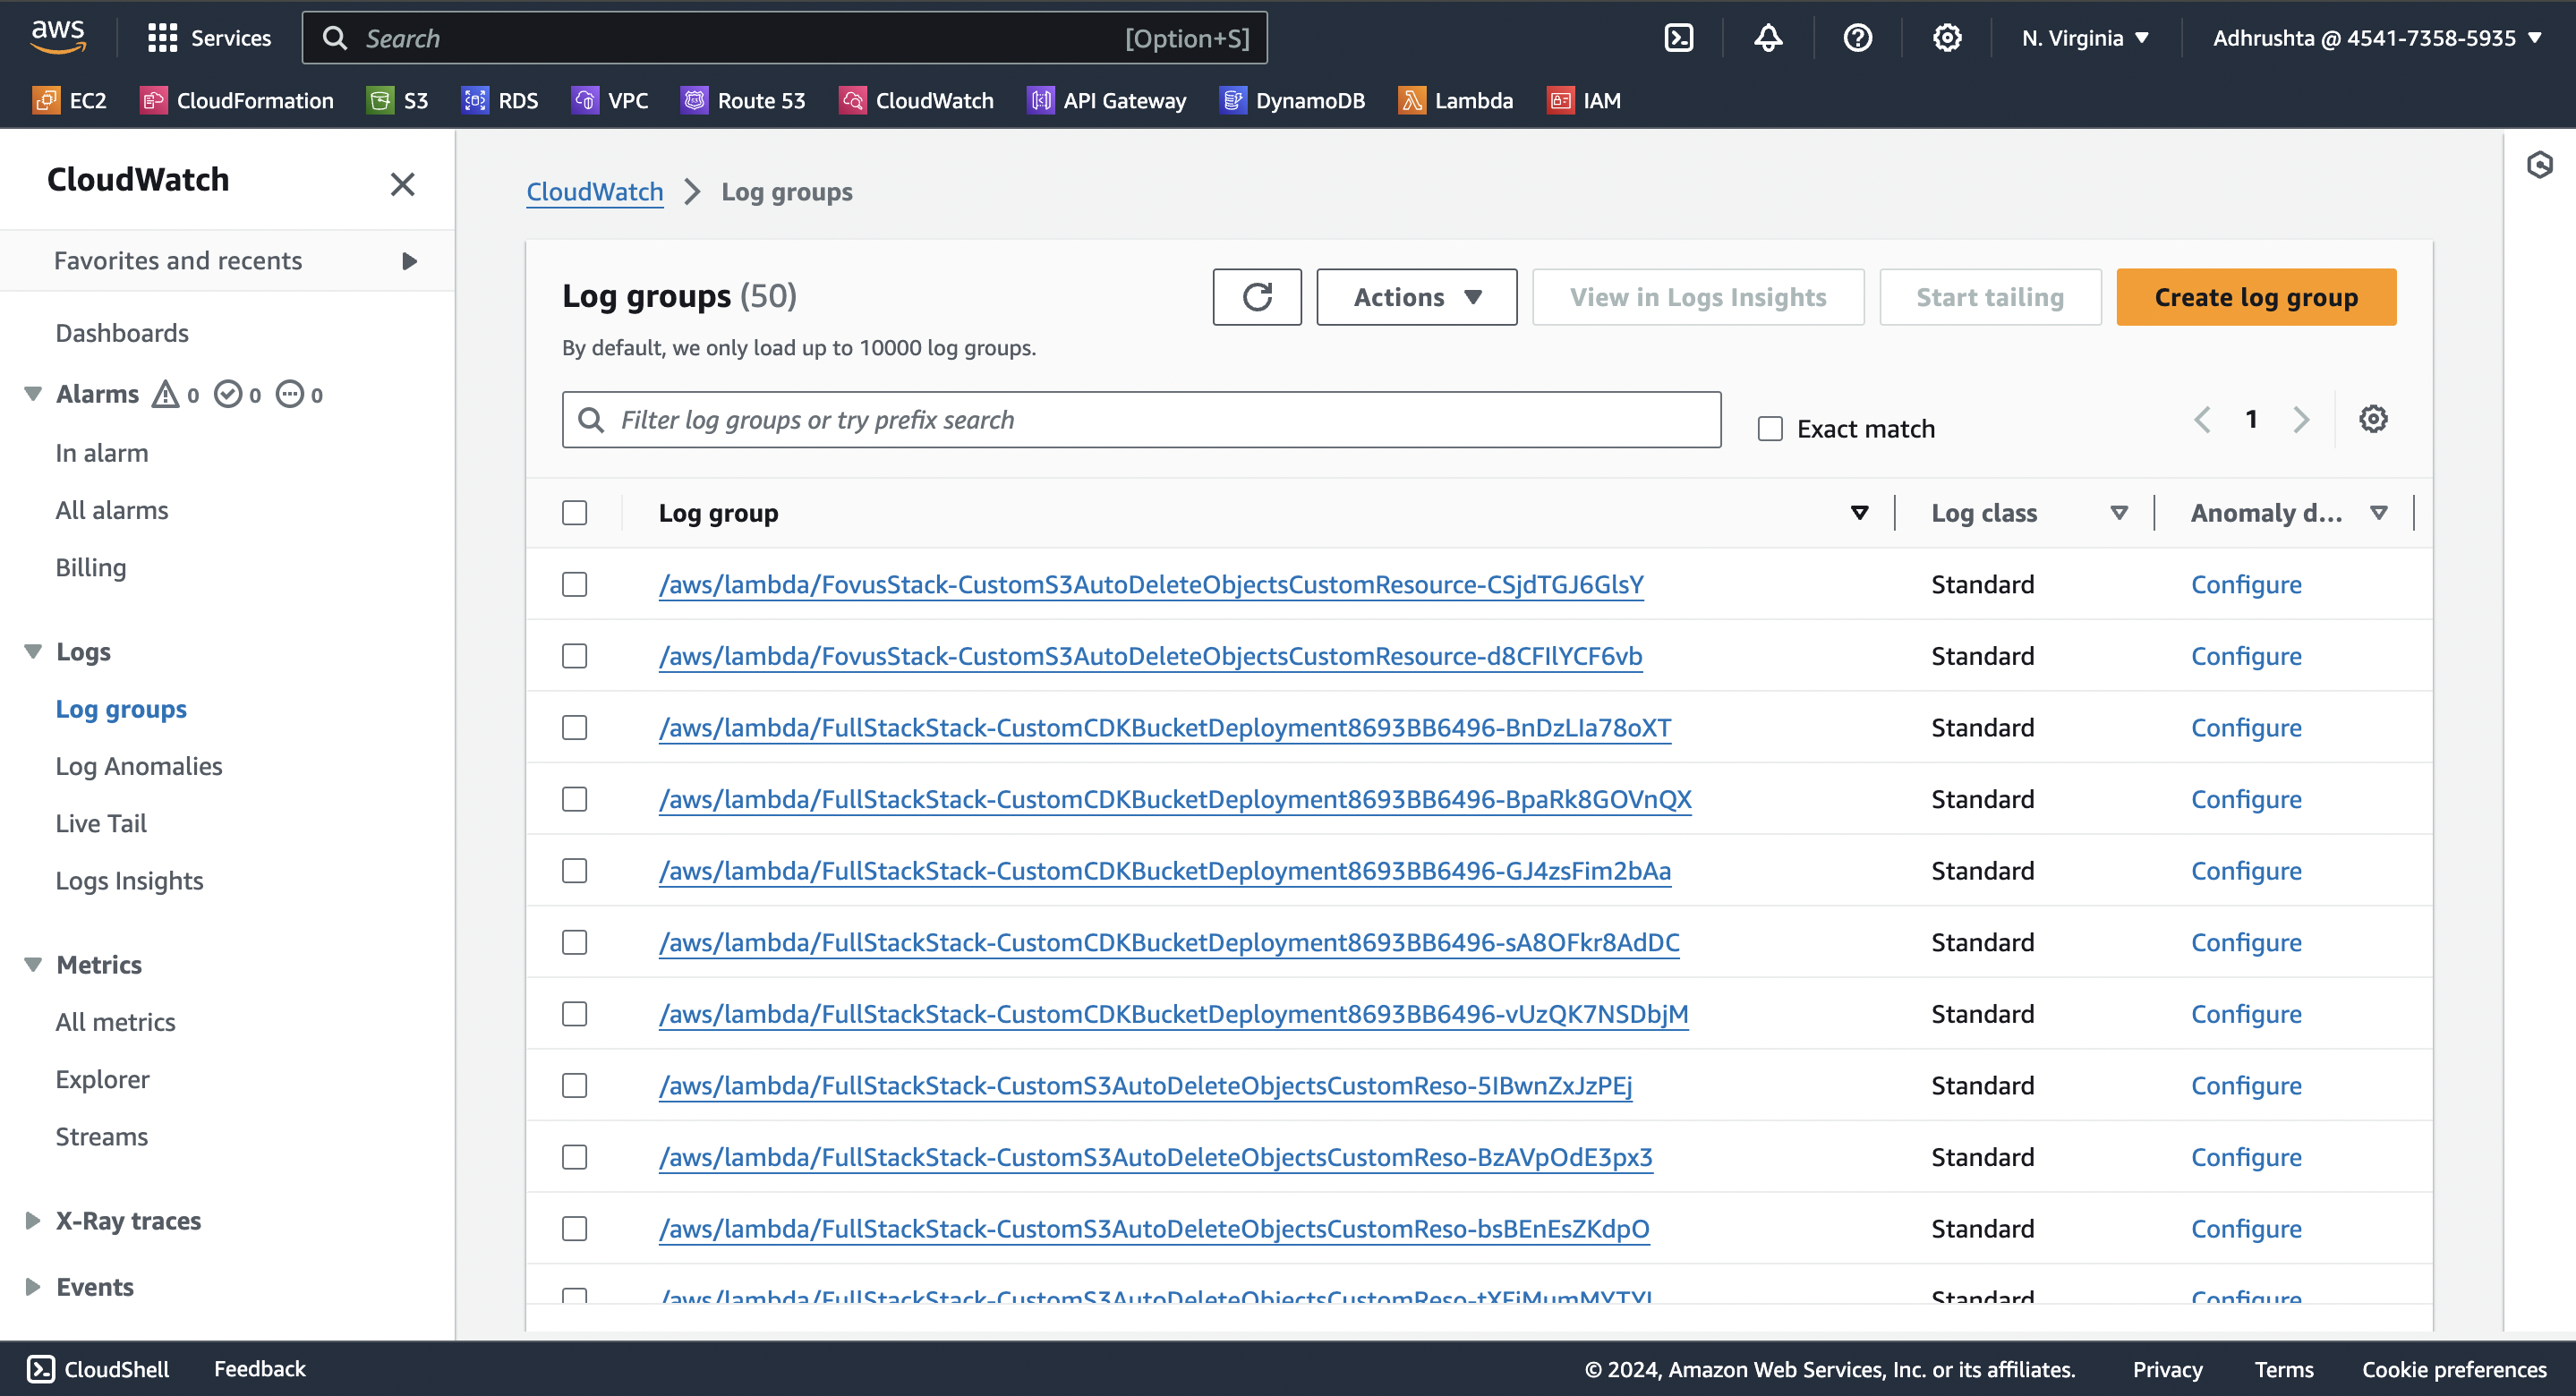 aws
Services
Search
[Option+S]
N. Virginia
Adhrushta @ 4541-7358-5935
EC2
CloudFormation
S3
RDS
VPC
Route 53
CloudWatch
API Gateway
DynamoDB
Lambda
IAM
CloudWatch
Favorites and recents
Dashboards
Alarms 0 0 0
In alarm
All alarms
Billing
Logs
Log groups
Log Anomalies
Live Tail
Logs Insights
Metrics
All metrics
Explorer
Streams
X-Ray traces
Events
CloudWatch > Log groups
Log groups (50)
By default, we only load up to 10000 log groups.
Actions
View in Logs Insights
Start tailing
Create log group
Filter log groups or try prefix search
Exact match
1
Log group Log class Anomaly d...
/aws/lambda/FovusStack-CustomS3AutoDeleteObjectsCustomResource-CSjdTGJ6GlsY Standard Configure
/aws/lambda/FovusStack-CustomS3AutoDeleteObjectsCustomResource-d8CFIlYCF6vb Standard Configure
/aws/lambda/FullStackStack-CustomCDKBucketDeployment8693BB6496-BnDzLIa78oXT Standard Configure
/aws/lambda/FullStackStack-CustomCDKBucketDeployment8693BB6496-BpaRk8GOVnQX Standard Configure
/aws/lambda/FullStackStack-CustomCDKBucketDeployment8693BB6496-GJ4zsFim2bAa Standard Configure
/aws/lambda/FullStackStack-CustomCDKBucketDeployment8693BB6496-sA8OFkr8AdDC Standard Configure
/aws/lambda/FullStackStack-CustomCDKBucketDeployment8693BB6496-vUzQK7NSDbjM Standard Configure
/aws/lambda/FullStackStack-CustomS3AutoDeleteObjectsCustomReso-5IBwnZxJzPEj Standard Configure
/aws/lambda/FullStackStack-CustomS3AutoDeleteObjectsCustomReso-BzAVpOdE3px3 Standard Configure
/aws/lambda/FullStackStack-CustomS3AutoDeleteObjectsCustomReso-bsBEnEsZKdpO Standard Configure
Standard Configure
CloudShell
Feedback
© 2024, Amazon Web Services, Inc. or its affiliates.
Privacy
Terms
Cookie preferences